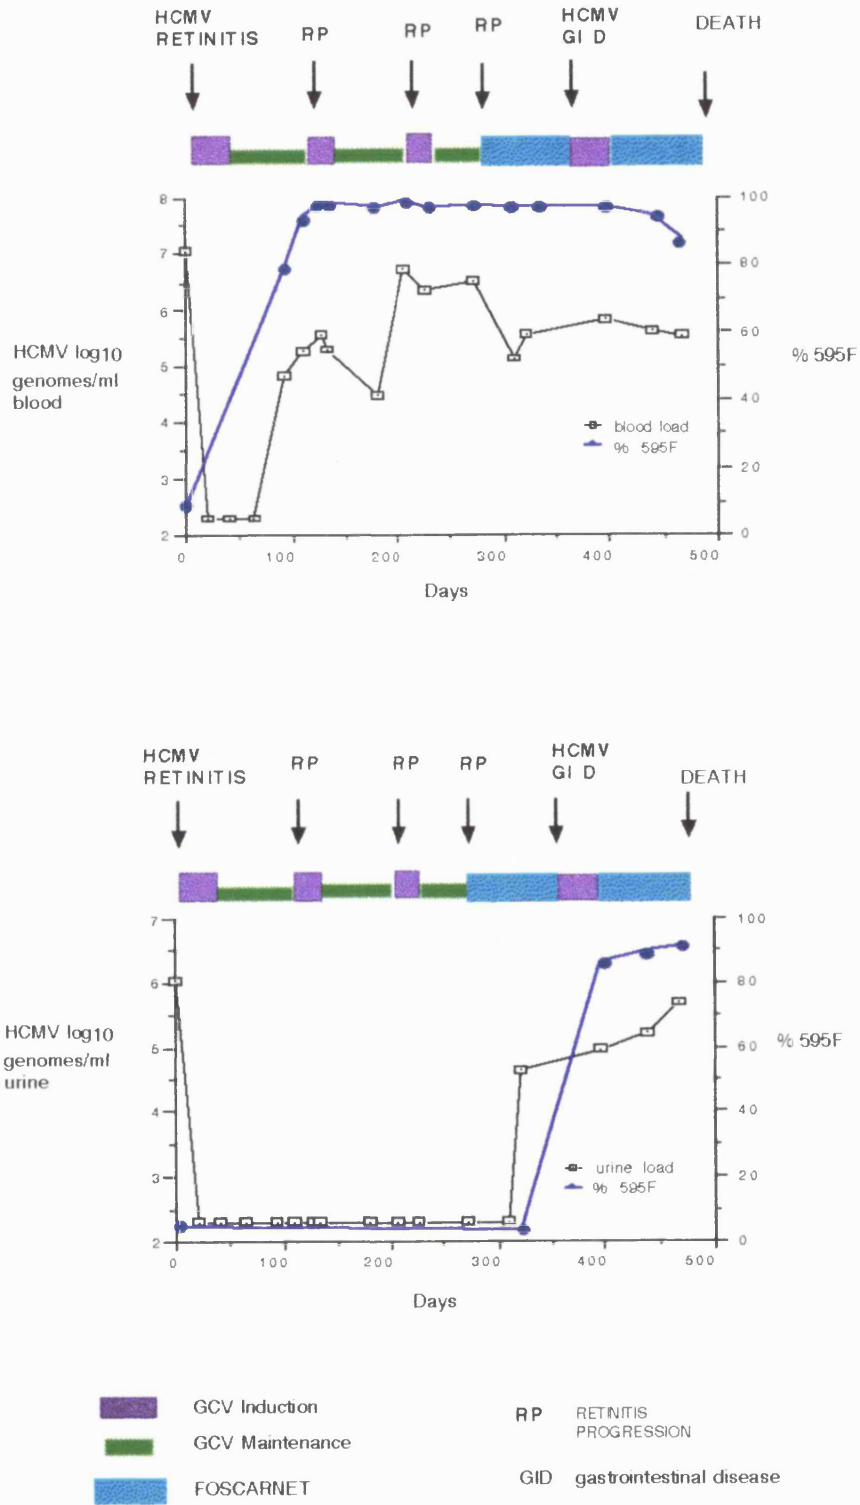 HCMV
RETINITIS
RP
RP
RP
HCMV
GI D
DEATH
8
7
6
5
4
3
2
100
80
60
40
20
0
HCMV log10
genomes/ml
blood
% 595F
blood load
% 595F
0
100
200
300
400
500
Days
HCMV
RETINITIS
RP
RP
RP
HCMV
GI D
DEATH
7
6
5
4
3
2
100
80
60
40
20
0
HCMV log10
genomes/ml
urine
% 595F
urine load
% 595F
0
100
200
300
400
500
Days
GCV Induction
GCV Maintenance
FOSCARNET
RP RETINITIS
PROGRESSION
GID gastrointestinal disease